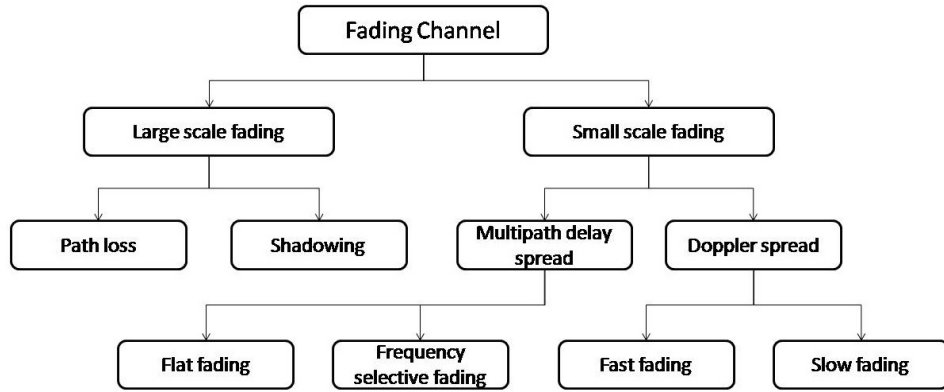 Fading Channel
Large scale fading
Small scale fading
Path loss
Shadowing
Multipath delay
spread
Doppler spread
Flat fading
Frequency
selective fading
Fast fading
Slow fading